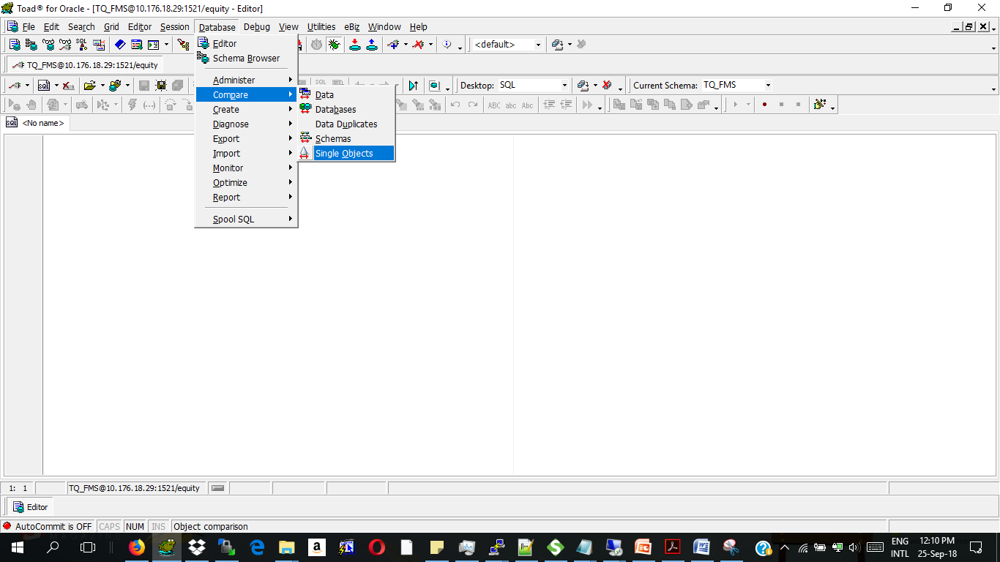 Toad® for Oracle - [TQ_FMS@10.176.18.29:1521/equity - Editor]
File Edit Search Grid Editor Session Database Debug View Utilities eBiz Window Help
<default>
TQ_FMS@10.176.18.29:1521/equity
Desktop: SQL Current Schema: TQ_FMS
<No name>
Editor
Schema Browser
Administer
Compare
Create
Diagnose
Export
Import
Monitor
Optimize
Report
Spool SQL
Data
Databases
Data Duplicates
Schemas
Single Objects
ABC abc Abc
1: 1 TQ_FMS@10.176.18.29:1521/equity
Editor
AutoCommit is OFF CAPS NUM INS Object comparison
MAGAZINE
ENG 12:10 PM
INTL 25-Sep-18